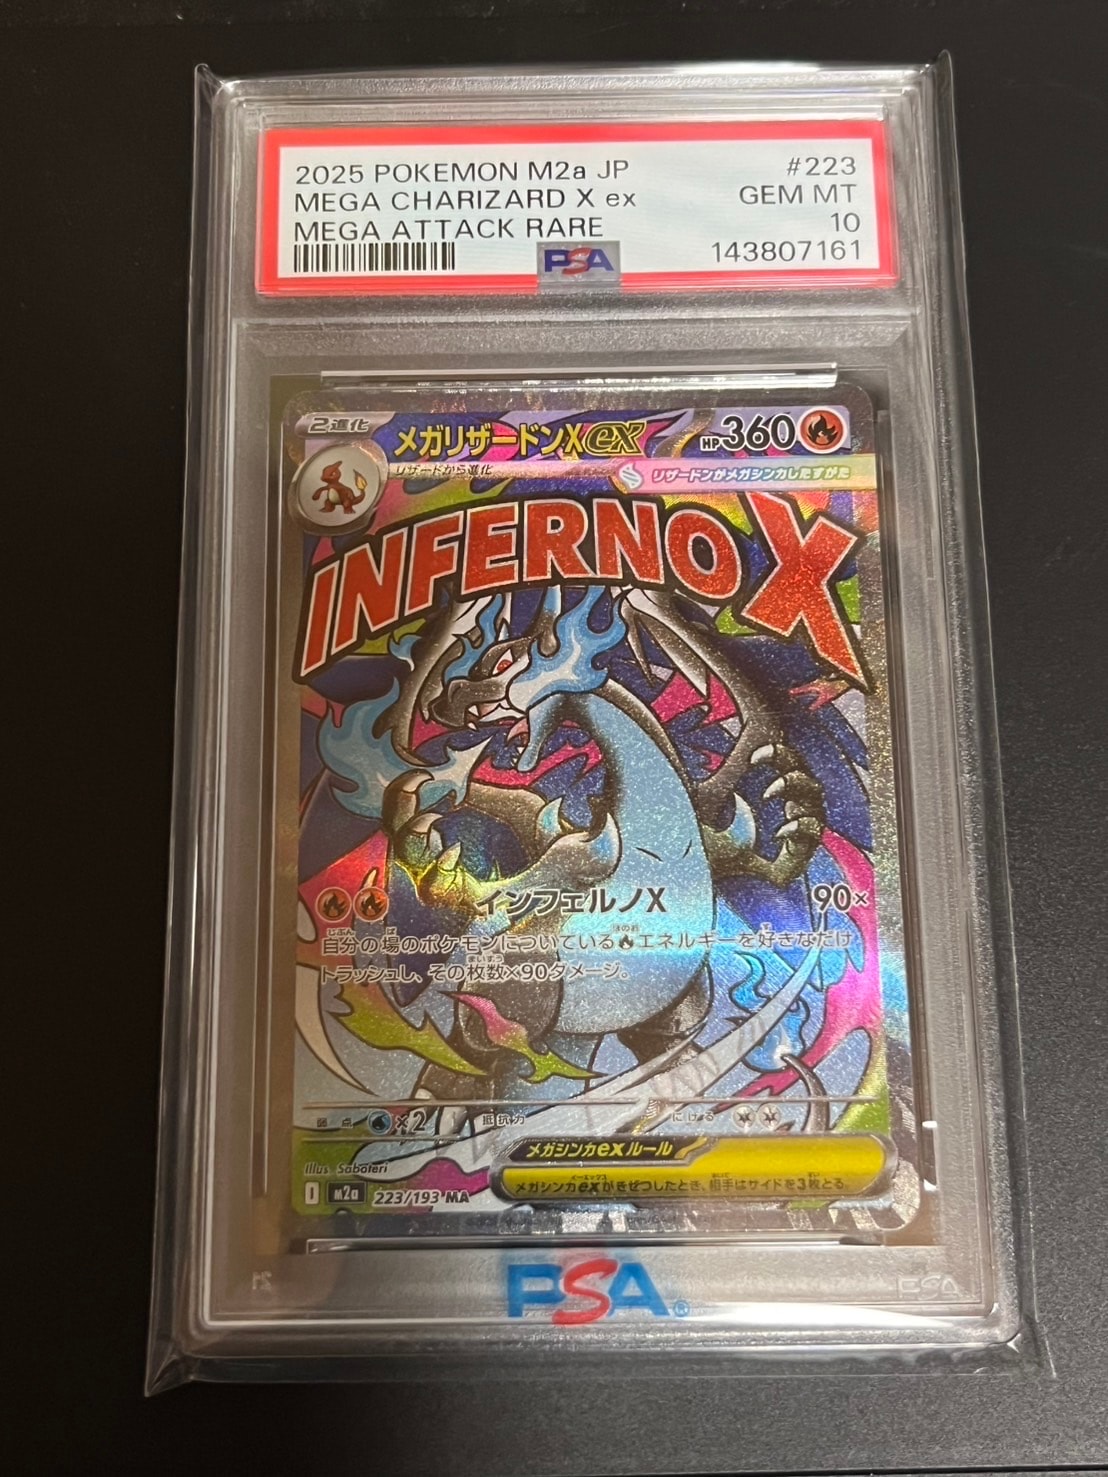 2025 POKEMON M2a JP #223
MEGA CHARIZARD X ex GEM MT
MEGA ATTACK RARE 10
PSA 143807161
2進化 メガリザードンXex HP360
リザードから進化 リザードンがメガシンカしたすがた
INFERNO X
インフェルノX 90×
自分の場のポケモンについているエネルギーを好きなだけ
トラッシュし、その枚数×90ダメージ。
弱点 ×2 抵抗力 にげる
メガシンカexルール
メガシンカexがきぜつしたとき、相手はサイドを3枚とる。
Illus. Saboteri
I m2a 223/193 MA
PSA®
PSA